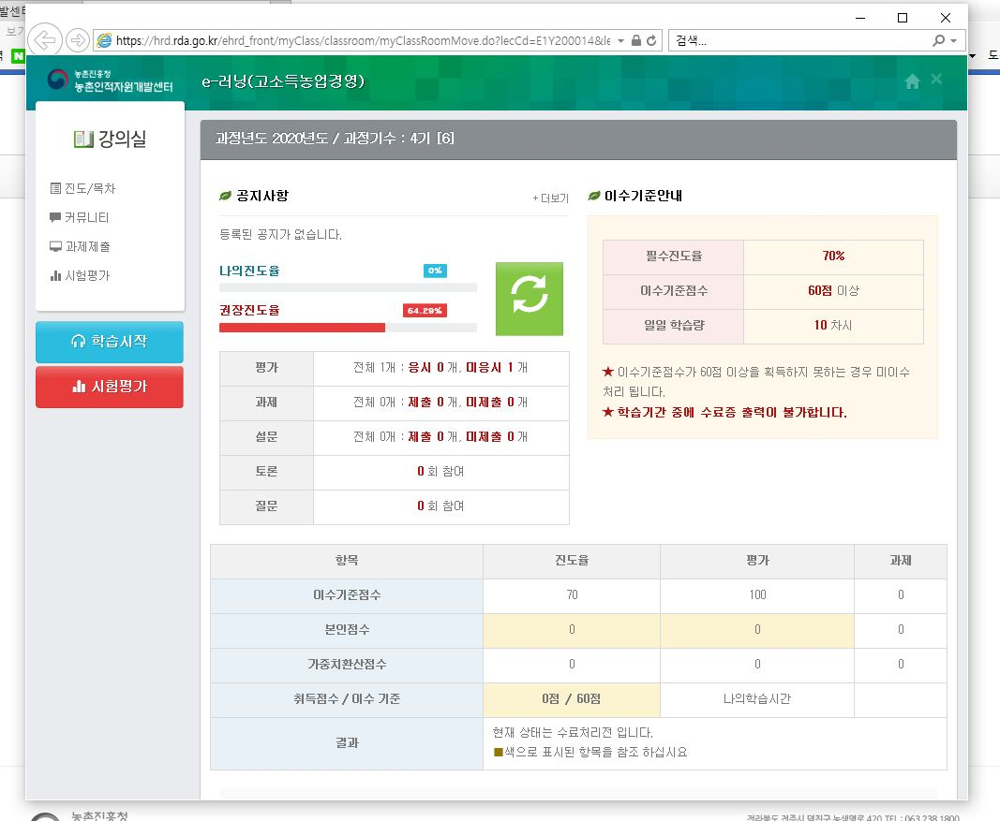 https://hrd.rda.go.kr/ehrd_front/myClass/classroom/myClassRoomMove.do?lecCd=E1Y200014&le
검색...
농촌진흥청
농촌인적자원개발센터
e-러닝(고소득농업경영)
강의실
진도/목차
커뮤니티
과제제출
시험평가
학습시작
시험평가
과정년도 2020년도 / 과정기수 : 4기 [6]
공지사항
+ 더보기
등록된 공지가 없습니다.
나의진도율 0%
권장진도율 64.29%
평가 전체 1개 : 응시 0 개, 미응시 1 개
과제 전체 0개 : 제출 0 개, 미제출 0 개
설문 전체 0개 : 제출 0 개, 미제출 0 개
토론 0 회 참여
질문 0 회 참여
이수기준안내
필수진도율 70%
이수기준점수 60점 이상
일일 학습량 10 차시
★ 이수기준점수가 60점 이상을 획득하지 못하는 경우 미이수
처리 됩니다.
★ 학습기간 중에 수료증 출력이 불가합니다.
항목 진도율 평가 과제
이수기준점수 70 100 0
본인점수 0 0 0
가중치환산점수 0 0 0
취득점수 / 이수 기준 0점 / 60점 나의학습시간
결과 현재 상태는 수료처리전 입니다.
■색으로 표시된 항목을 참조 하십시요
농촌진흥청
전라북도 전주시 덕진구 농생명로 420 TEL : 063.238.1800